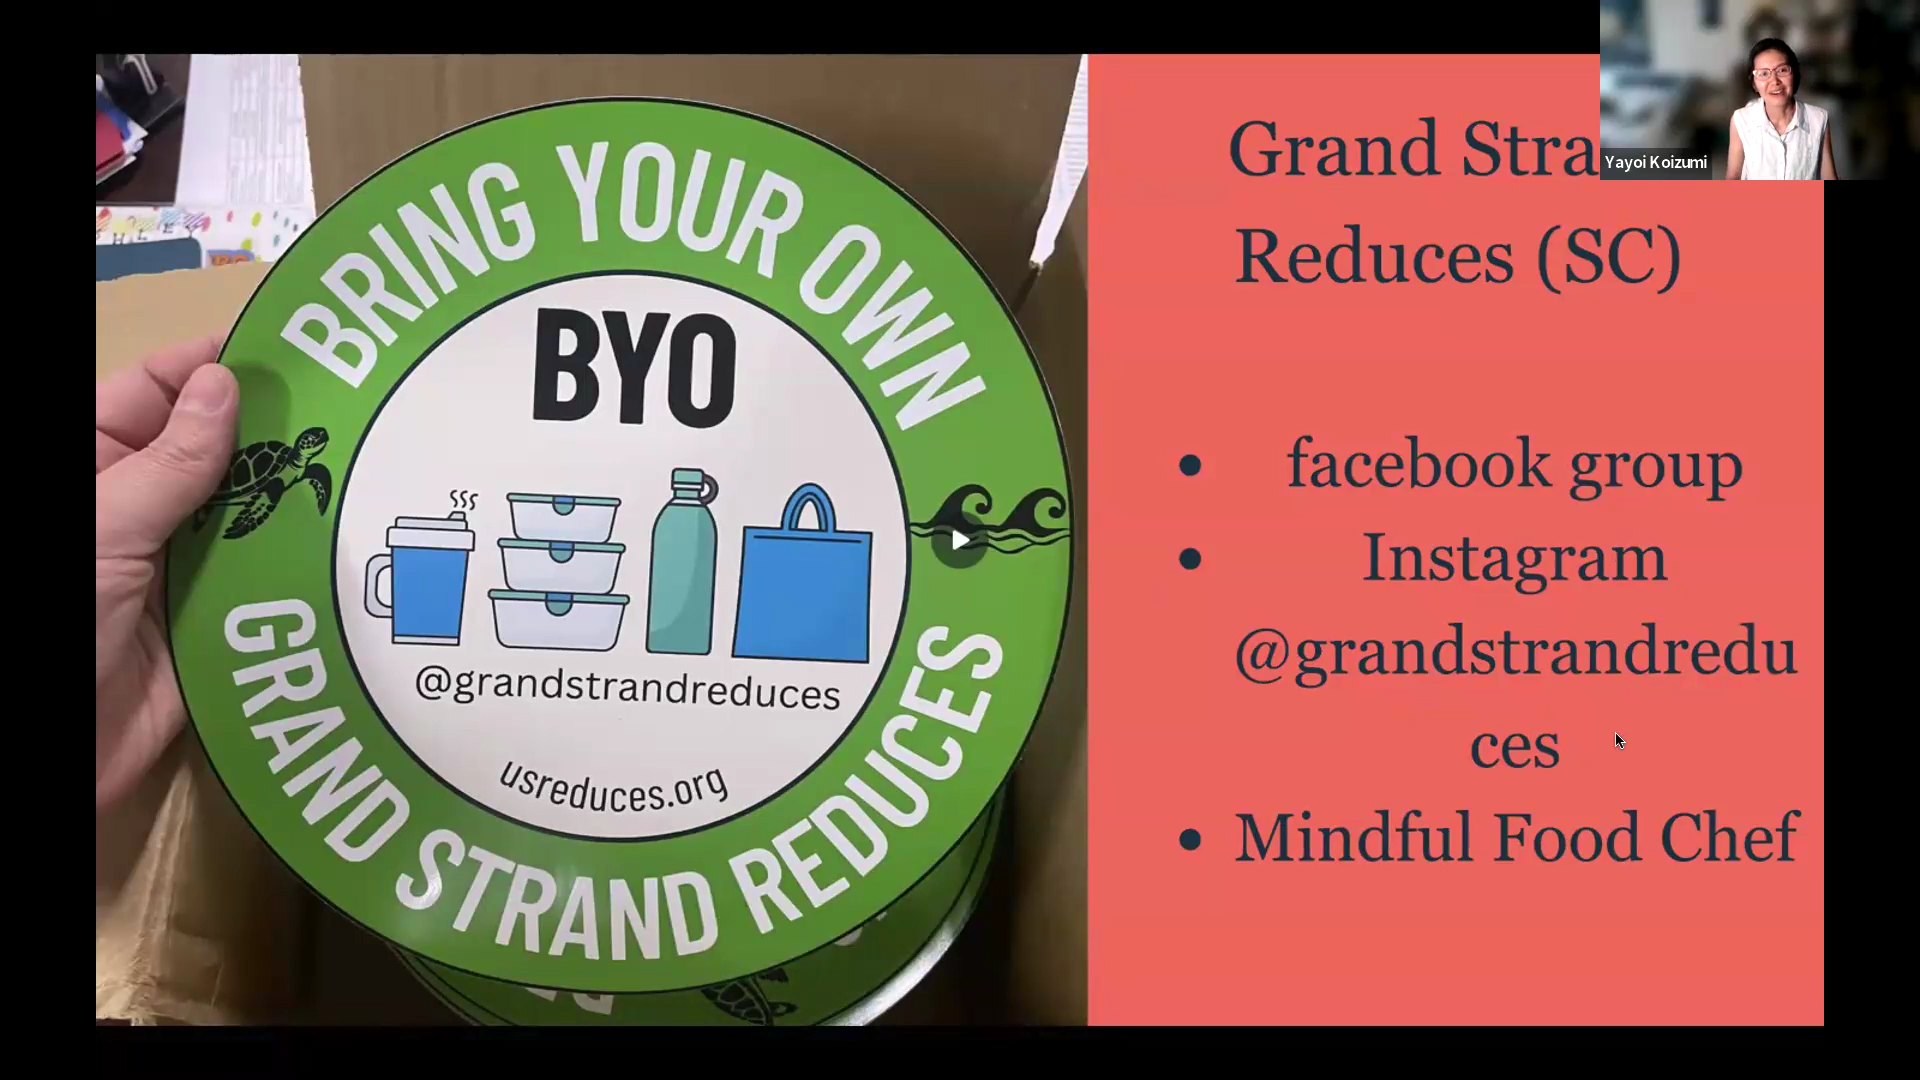 BRING YOUR OWN
BYO
@grandstrandreduces
usreduces.org
GRAND STRAND REDUCES
Grand Stra
Reduces (SC)
• facebook group
• Instagram
@grandstrandredu
ces
• Mindful Food Chef
Yayoi Koizumi